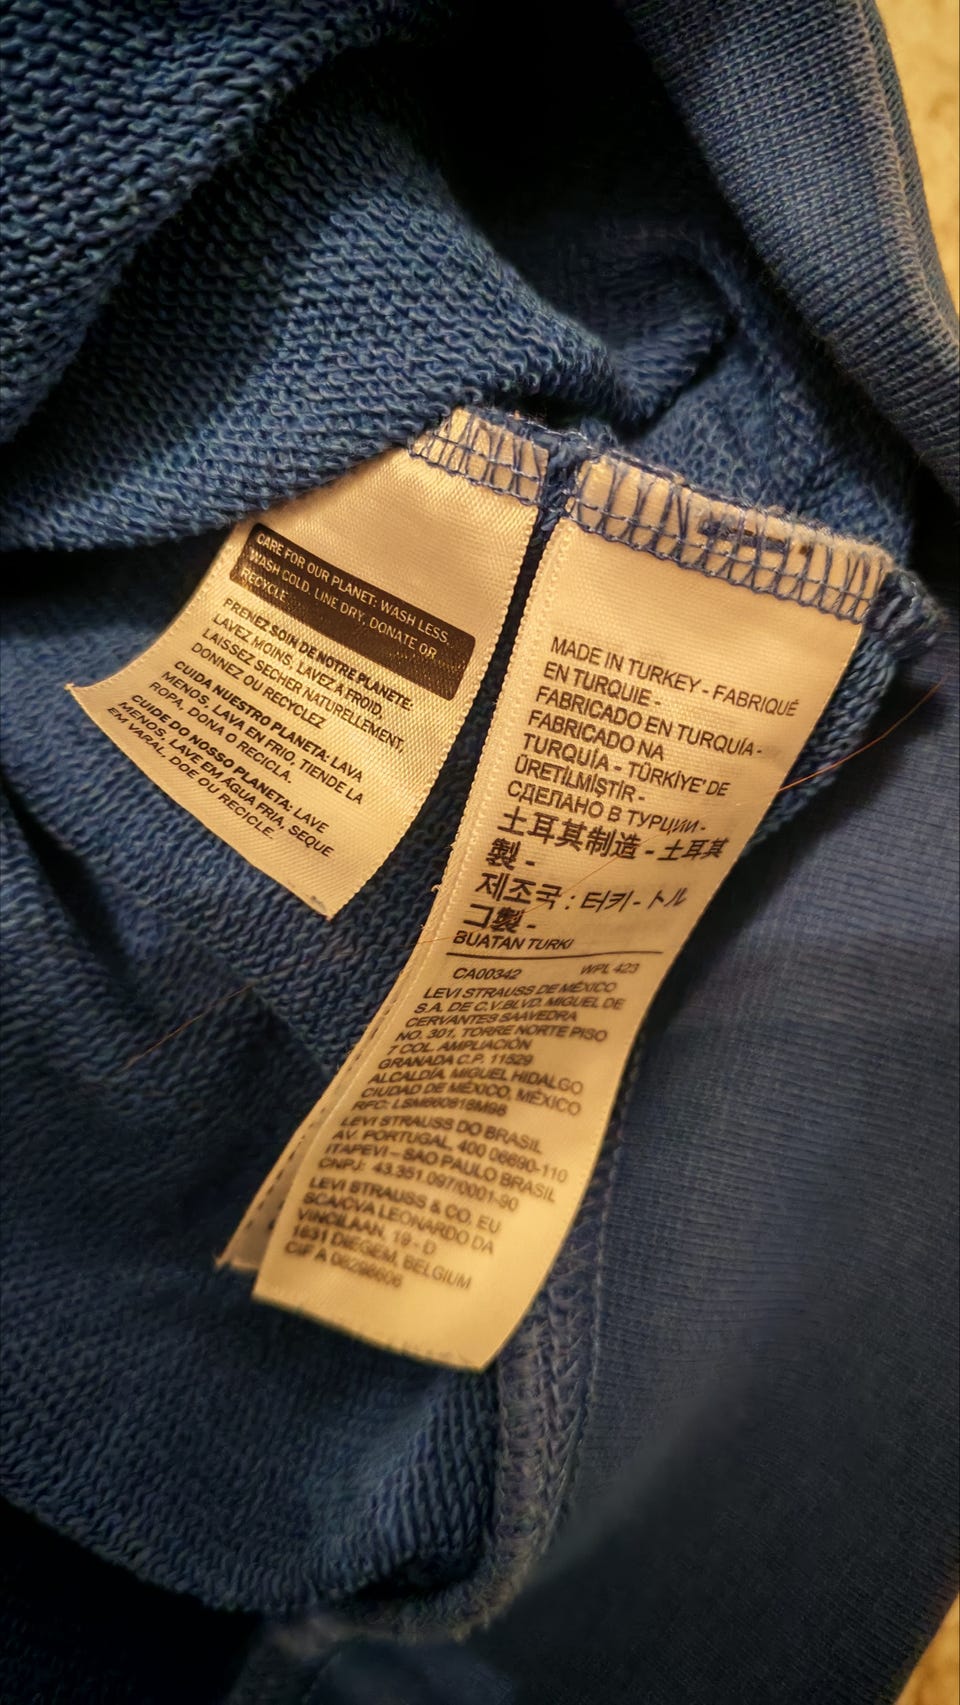 CARE FOR OUR PLANET: WASH LESS,
WASH COLD, LINE DRY, DONATE OR
RECYCLE
PRENEZ SOIN DE NOTRE PLANETE:
LAVEZ MOINS, LAVEZ A FROID,
LAISSEZ SECHER NATURELLEMENT,
DONNEZ OU RECYCLEZ
CUIDA NUESTRO PLANETA: LAVA
MENOS, LAVA EN FRIO, TIENDE LA
ROPA, DONA O RECICLA.
CUIDE DO NOSSO PLANETA: LAVE
MENOS, LAVE EM ÁGUA FRIA, SEQUE
EM VARAL, DOE OU RECICLE.
MADE IN TURKEY - FABRIQUÉ
EN TURQUIE -
FABRICADO EN TURQUÍA -
FABRICADO NA
TURQUÍA - TÜRKİYE'DE
ÜRETİLMİŞTİR -
СДЕЛАНО В ТУРЦИИ -
土耳其制造 - 土耳其
製 -
제조국 : 터키 - トル
コ製 -
BUATAN TURKI
CA00342 WPL 423
LEVI STRAUSS DE MÉXICO
S.A. DE C.V.BLVD. MIGUEL DE
CERVANTES SAAVEDRA
NO. 301, TORRE NORTE PISO
7 COL. AMPLIACIÓN
GRANADA C.P. 11529
ALCALDÍA MIGUEL HIDALGO
CIUDAD DE MÉXICO, MÉXICO
RFC: LSM860818M98
LEVI STRAUSS DO BRASIL
AV. PORTUGAL, 400 06690-110
ITAPEVI – SAO PAULO BRASIL
CNPJ: 43.351.097/0001-90
LEVI STRAUSS & CO. EU
SCA/CVA LEONARDO DA
VINCILAAN, 19 - D
1831 DIEGEM, BELGIUM
CIF A 08298606